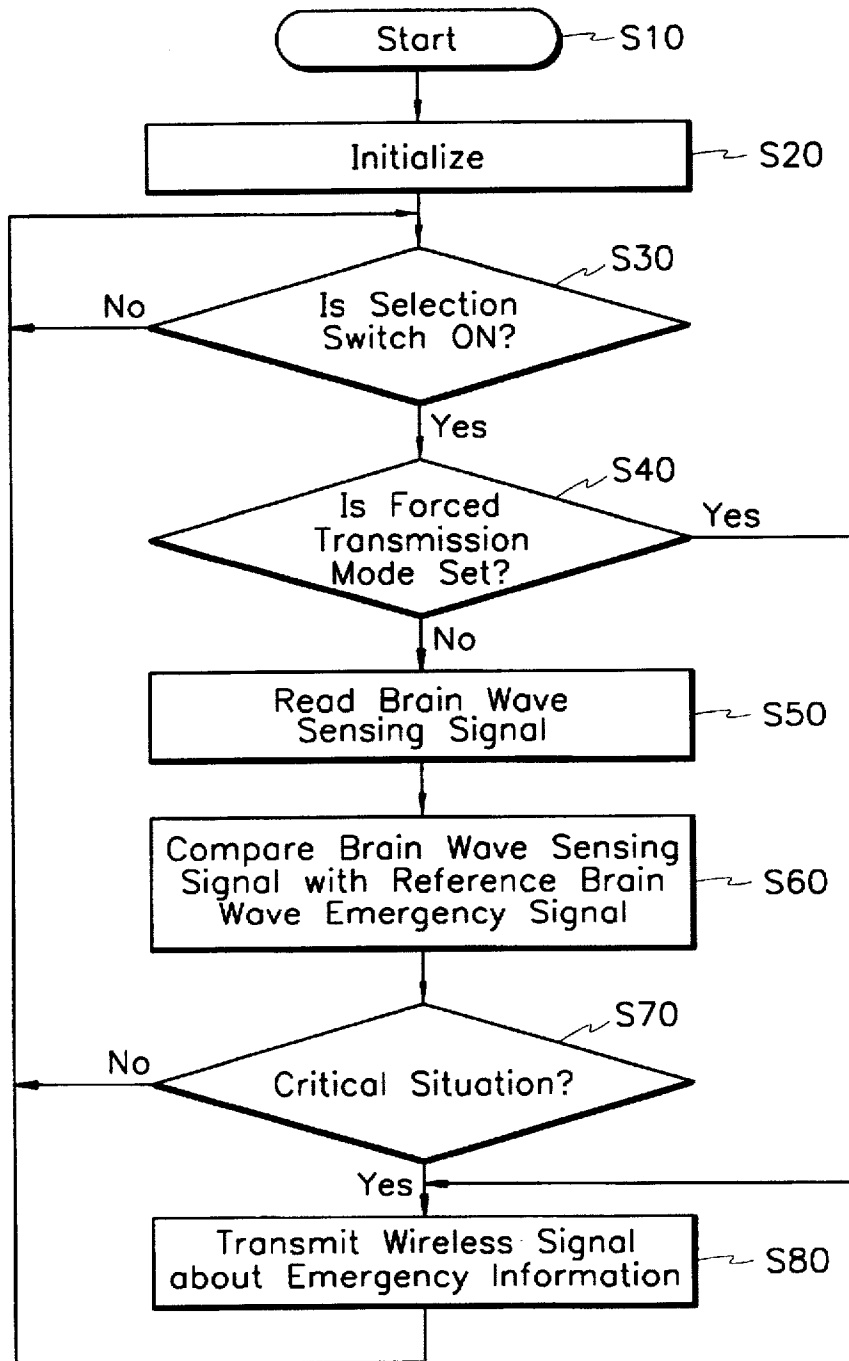 Start
S10
Initialize
S20
S30
No
Is Selection
Switch ON?
Yes
S40
Is Forced
Transmission
Mode Set?
Yes
No
Read Brain Wave
Sensing Signal
S50
Compare Brain Wave Sensing
Signal with Reference Brain
Wave Emergency Signal
S60
S70
No
Critical Situation?
Yes
Transmit Wireless Signal
about Emergency Information
S80